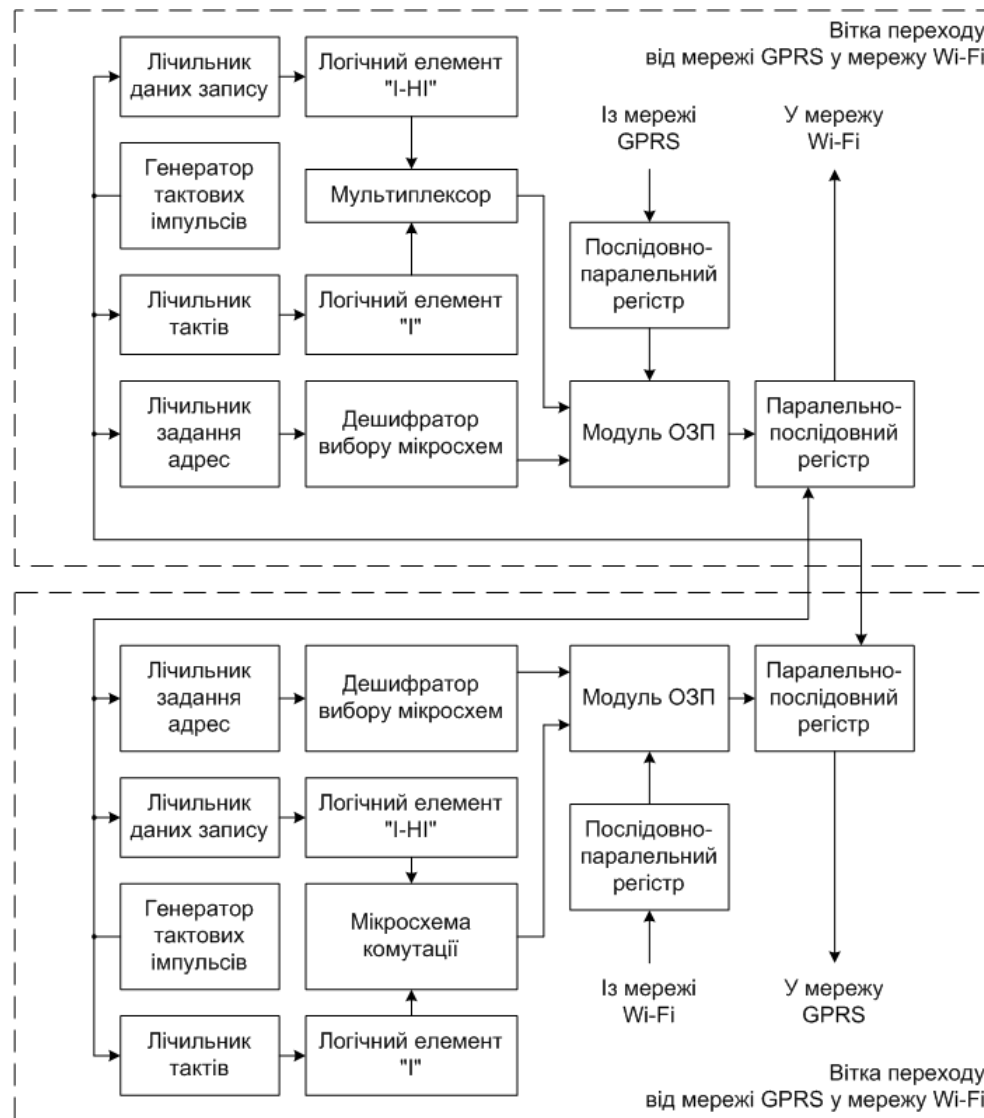 Вітка переходу
від мережі GPRS у мережу Wi-Fi
Лічильник
даних запису
Логічний елемент
"І-НІ"
Із мережі
GPRS
У мережу
Wi-Fi
Генератор
тактових
імпульсів
Мультиплексор
Послідовно-
паралельний
регістр
Лічильник
тактів
Логічний елемент
"І"
Лічильник
задання
адрес
Дешифратор
вибору мікросхем
Модуль ОЗП
Паралельно-
послідовний
регістр
Лічильник
задання
адрес
Дешифратор
вибору мікросхем
Модуль ОЗП
Паралельно-
послідовний
регістр
Лічильник
даних запису
Логічний елемент
"І-НІ"
Послідовно-
паралельний
регістр
Генератор
тактових
імпульсів
Мікросхема
комутації
Із мережі
Wi-Fi
У мережу
GPRS
Лічильник
тактів
Логічний елемент
"І"
Вітка переходу
від мережі GPRS у мережу Wi-Fi